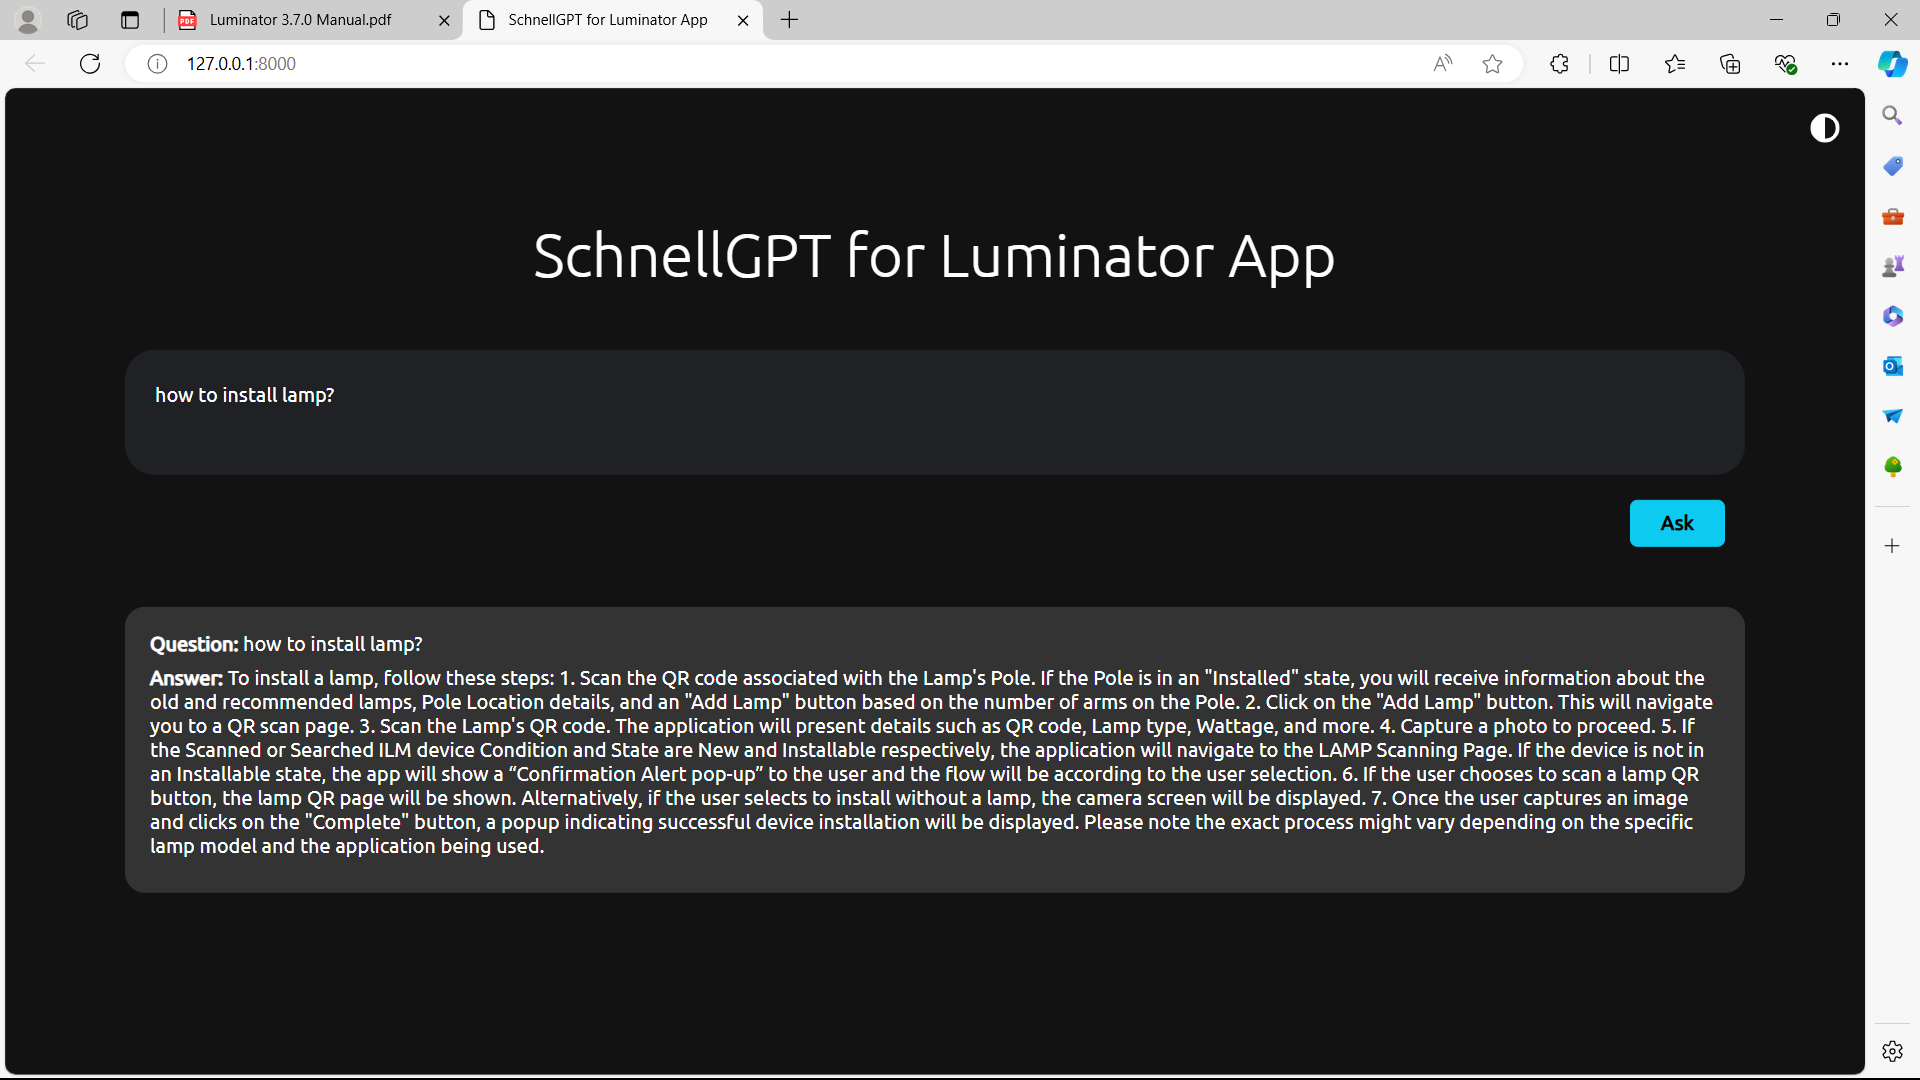 Luminator 3.7.0 Manual.pdf
SchnellGPT for Luminator App
127.0.0.1:8000
SchnellGPT for Luminator App
how to install lamp?
Ask
Question: how to install lamp?
Answer: To install a lamp, follow these steps: 1. Scan the QR code associated with the Lamp's Pole. If the Pole is in an "Installed" state, you will receive information about the
old and recommended lamps, Pole Location details, and an "Add Lamp" button based on the number of arms on the Pole. 2. Click on the "Add Lamp" button. This will navigate
you to a QR scan page. 3. Scan the Lamp's QR code. The application will present details such as QR code, Lamp type, Wattage, and more. 4. Capture a photo to proceed. 5. If
the Scanned or Searched ILM device Condition and State are New and Installable respectively, the application will navigate to the LAMP Scanning Page. If the device is not in
an Installable state, the app will show a “Confirmation Alert pop-up” to the user and the flow will be according to the user selection. 6. If the user chooses to scan a lamp QR
button, the lamp QR page will be shown. Alternatively, if the user selects to install without a lamp, the camera screen will be displayed. 7. Once the user captures an image
and clicks on the "Complete" button, a popup indicating successful device installation will be displayed. Please note the exact process might vary depending on the specific
lamp model and the application being used.